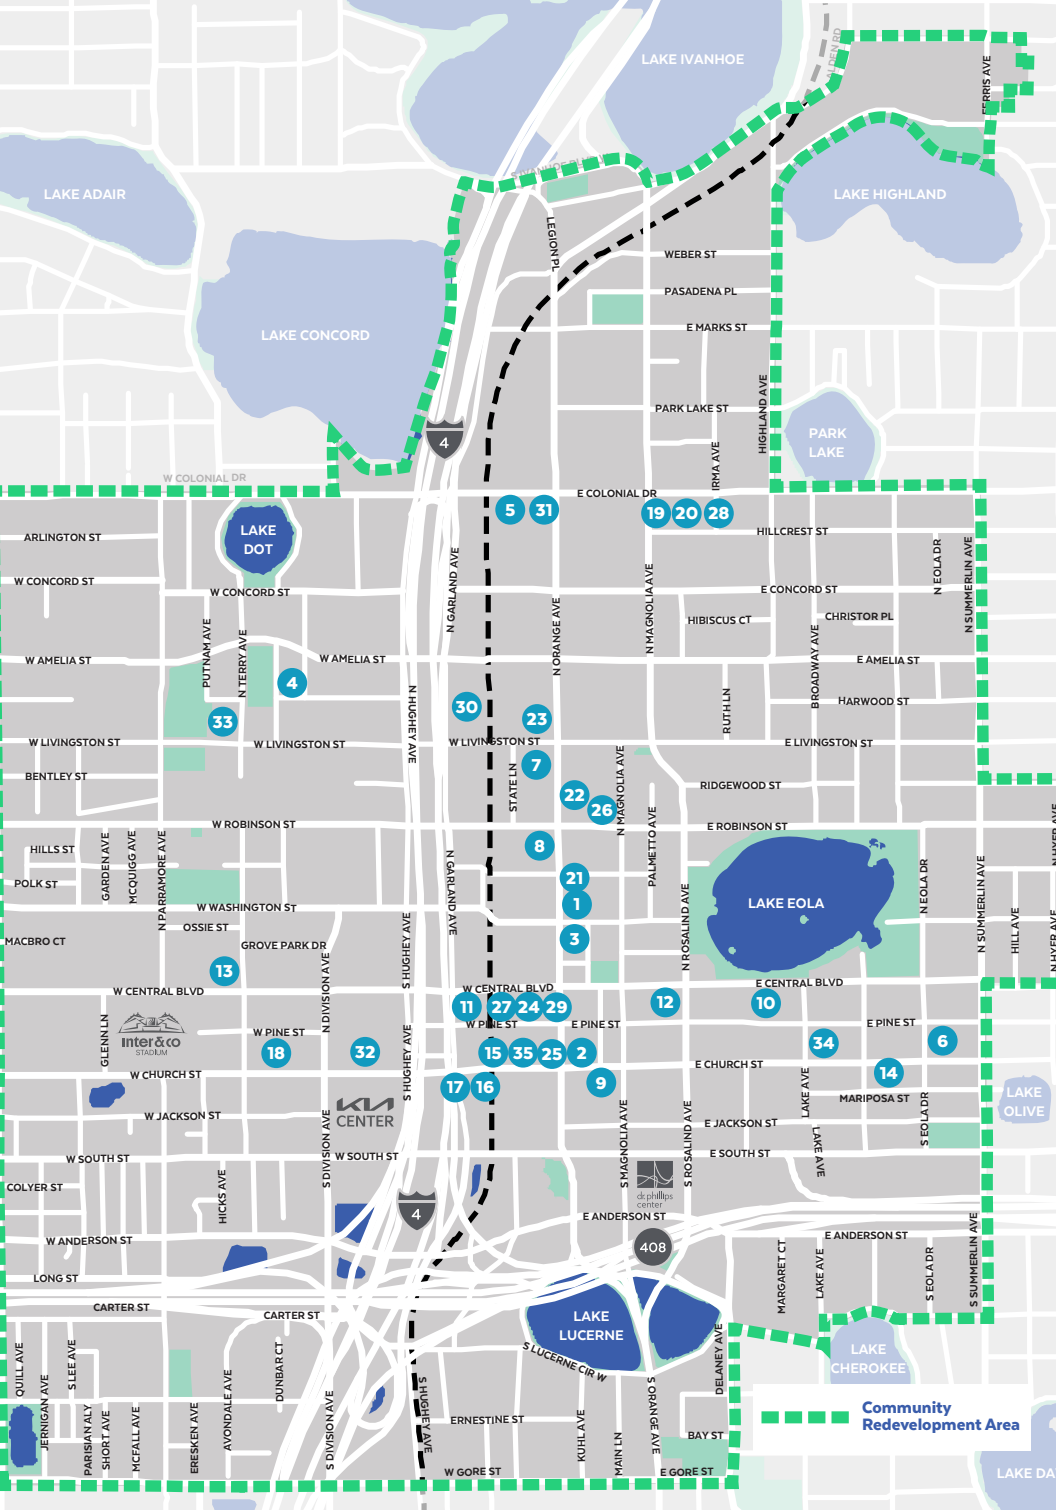 LAKE IVANHOE
ALDEN RD
FERRIS AVE
LAKE ADAIR
LAKE HIGHLAND
LEGION PL
WEBER ST
PASADENA PL
LAKE CONCORD
E MARKS ST
HIGHLAND AVE
PARK LAKE ST
PARK
LAKE
4
IRMA AVE
W COLONIAL DR
E COLONIAL DR
5
31
19
20
28
LAKE
DOT
HILLCREST ST
ARLINGTON ST
N GARLAND AVE
N MAGNOLIA AVE
N EOLA DR
N SUMMERLIN AVE
W CONCORD ST
W CONCORD ST
E CONCORD ST
N ORANGE AVE
CHRISTOR PL
HIBISCUS CT
PUTNAM AVE
N TERRY AVE
BROADWAY AVE
W AMELIA ST
W AMELIA ST
E AMELIA ST
4
N HUGHEY AVE
RUTH LN
HARWOOD ST
30
23
33
W LIVINGSTON ST
W LIVINGSTON ST
W LIVINGSTON ST
E LIVINGSTON ST
7
STATE LN
N MAGNOLIA AVE
BENTLEY ST
RIDGEWOOD ST
22
26
W ROBINSON ST
E ROBINSON ST
PALMETTO AVE
N HYER AVE
HILLS ST
GARDEN AVE
MCQUIGG AVE
N PARRAMORE AVE
8
N GARLAND AVE
21
POLK ST
N EOLA DR
N SUMMERLIN AVE
1
LAKE EOLA
W WASHINGTON ST
N ROSALIND AVE
HILL AVE
N HYER AVE
OSSIE ST
MACBRO CT
GROVE PARK DR
S HUGHEY AVE
3
13
N DIVISION AVE
W CENTRAL BLVD
W CENTRAL BLVD
E CENTRAL BLVD
11
27
24
29
12
10
GLENN LN
inter&co
STADIUM
W PINE ST
W PINE ST
E PINE ST
E PINE ST
S HUGHEY AVE
18
32
15
35
25
2
34
6
W CHURCH ST
E CHURCH ST
14
17
16
9
LAKE AVE
MARIPOSA ST
LAKE
OLIVE
KIA
CENTER
W JACKSON ST
S DIVISION AVE
S MAGNOLIA AVE
S ROSALIND AVE
E JACKSON ST
LAKE AVE
S EOLA DR
W SOUTH ST
W SOUTH ST
E SOUTH ST
COLYER ST
HICKS AVE
dr. phillips
center
4
E ANDERSON ST
W ANDERSON ST
E ANDERSON ST
408
MARGARET CT
LAKE AVE
S EOLA DR
S SUMMERLIN AVE
LONG ST
CARTER ST
CARTER ST
LAKE
LUCERNE
S LUCERNE CIR W
DELANEY AVE
LAKE
CHEROKEE
QUILL AVE
S LEE AVE
DUNBAR CT
JERNIGAN AVE
PARISIAN ALY
SHORT AVE
MCFALL AVE
ERESKEN AVE
AVONDALE AVE
S DIVISION AVE
S HUGHEY AVE
S ORANGE AVE
Community
Redevelopment Area
ERNESTINE ST
KUHL AVE
MAIN LN
BAY ST
W GORE ST
E GORE ST
LAKE DA